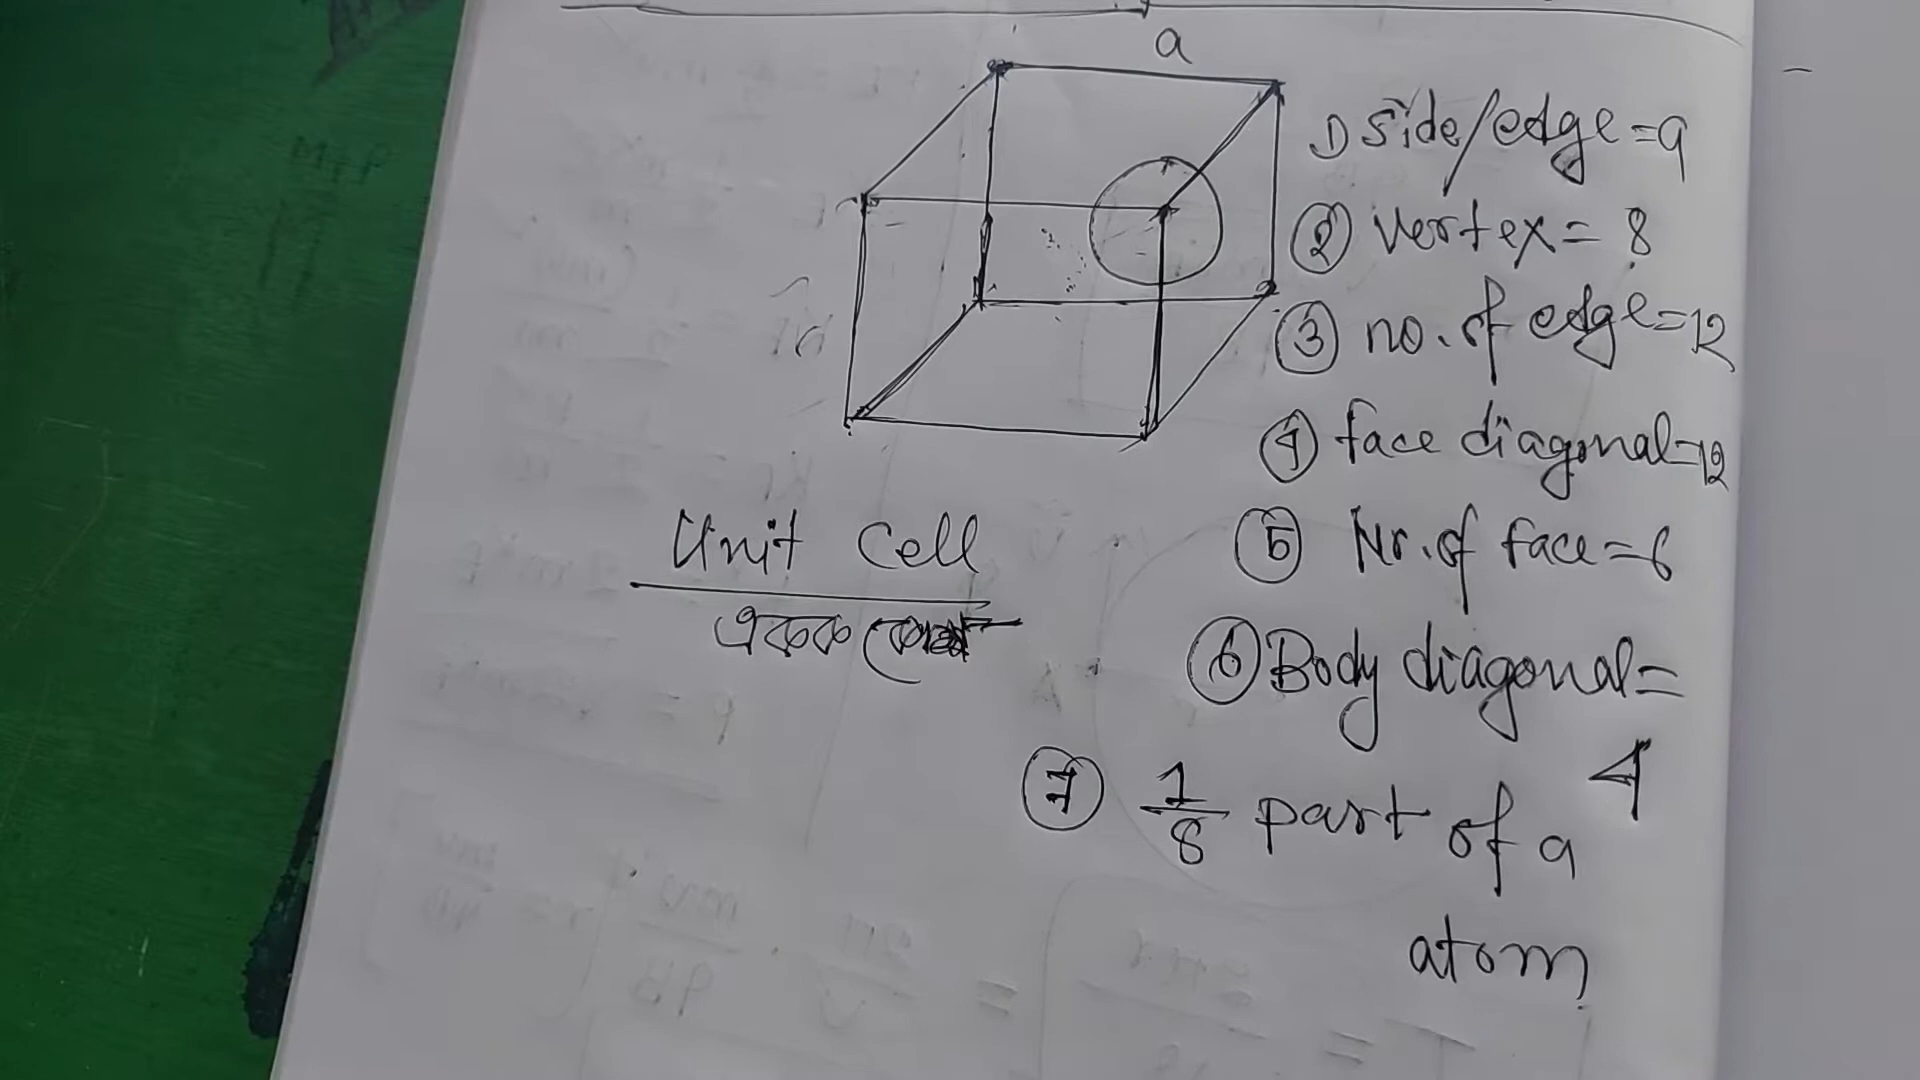 a
1) side/edge = a
② vertex = 8
③ no. of edge = 12
④ face diagonal = 12
⑤ Nr. of face = 6
⑥ Body diagonal =
4
⑦ 1/8 part of a
atom
Unit Cell
একক